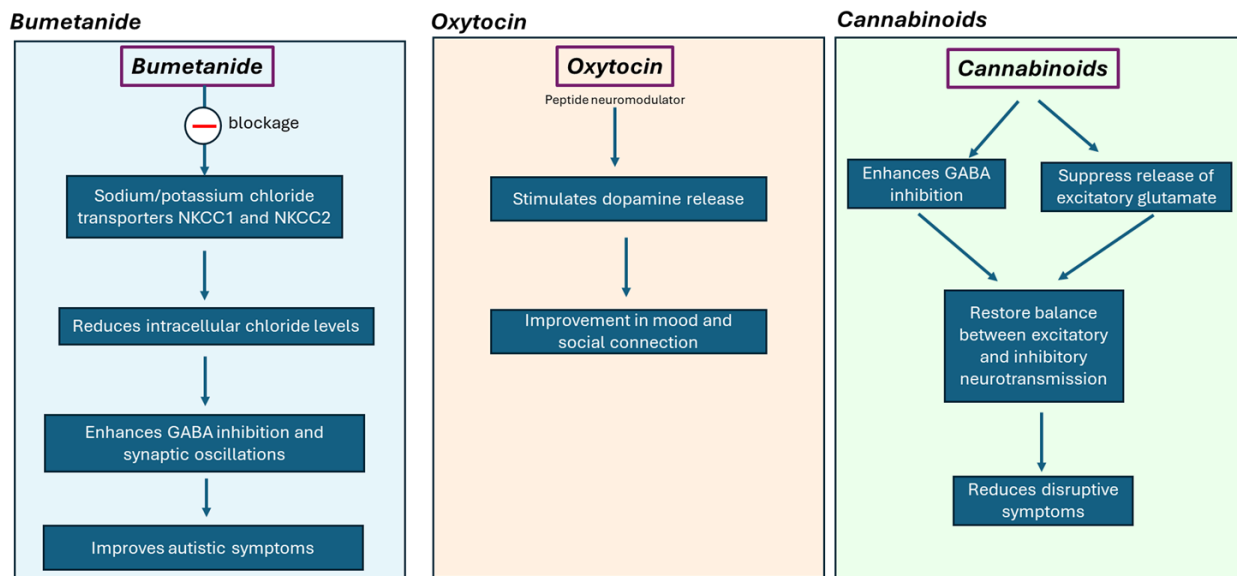 Bumetanide
Bumetanide
blockage
Sodium/potassium chloride
transporters NKCC1 and NKCC2
Reduces intracellular chloride levels
Enhances GABA inhibition and
synaptic oscillations
Improves autistic symptoms
Oxytocin
Oxytocin
Peptide neuromodulator
Stimulates dopamine release
Improvement in mood and
social connection
Cannabinoids
Cannabinoids
Enhances GABA
inhibition
Suppress release of
excitatory glutamate
Restore balance
between excitatory
and inhibitory
neurotransmission
Reduces disruptive
symptoms